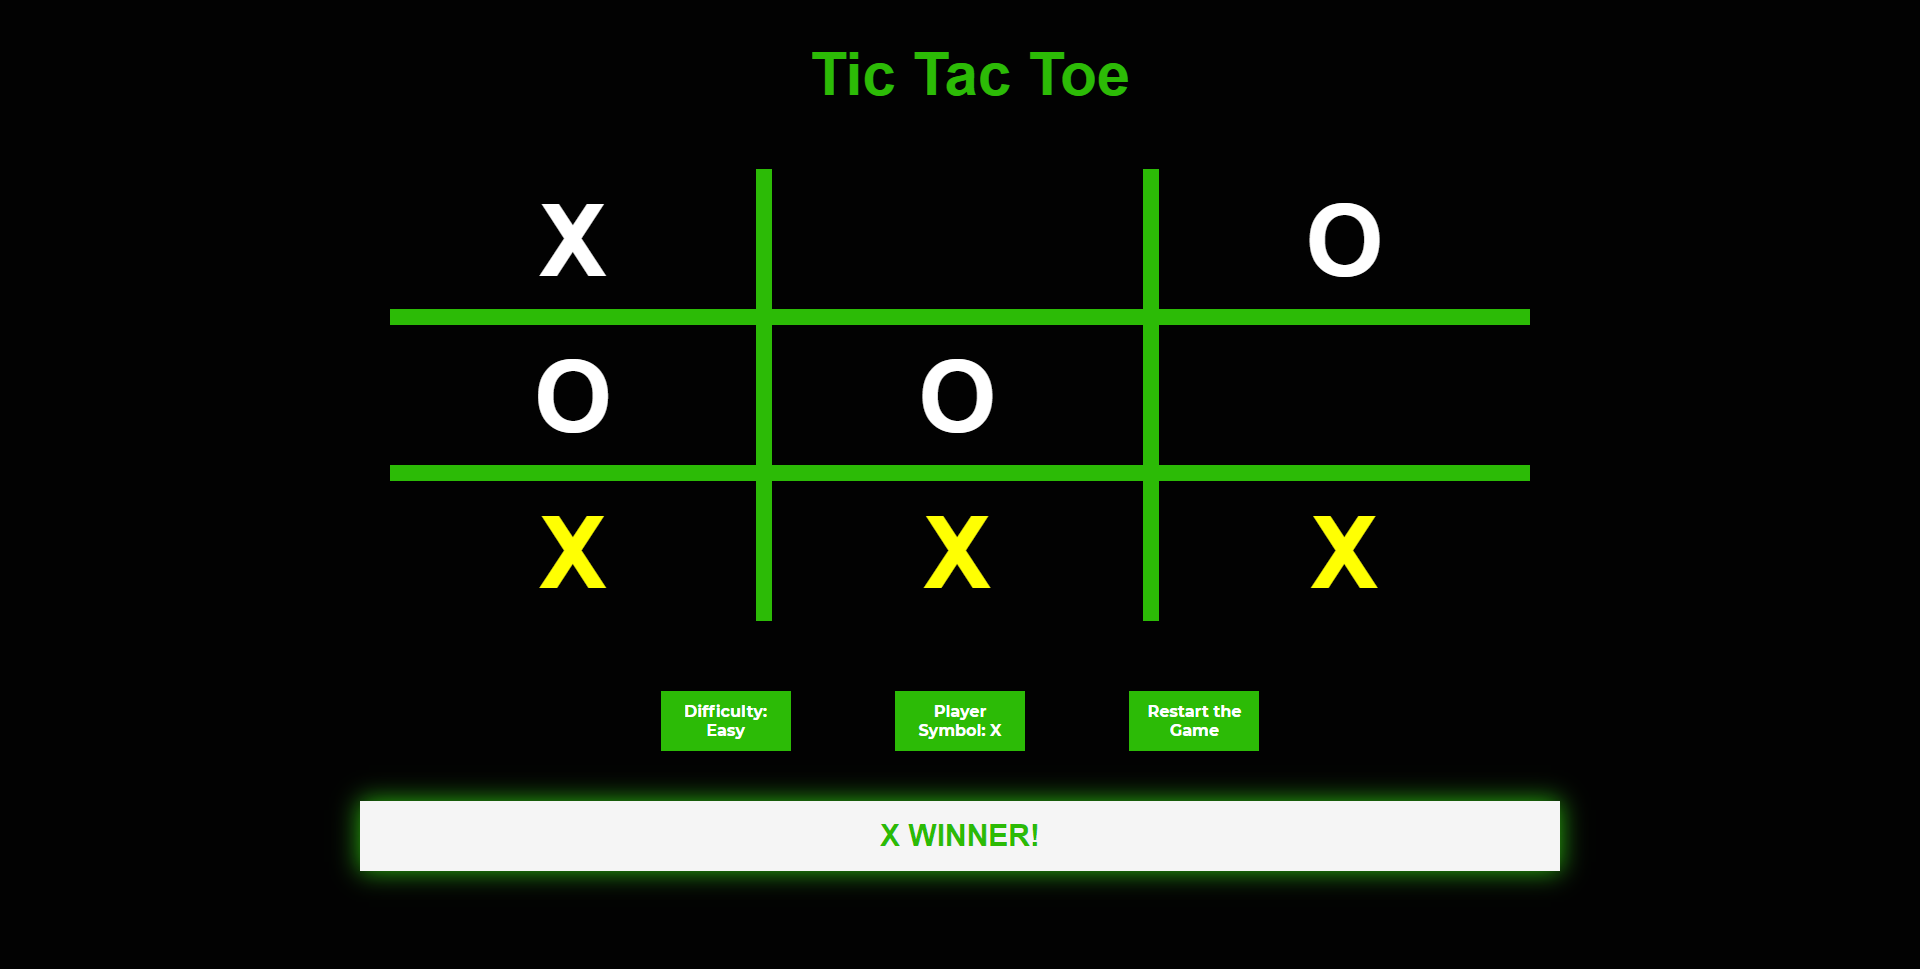 Tic Tac Toe
X O
O O
X X X
Difficulty:
Easy
Player
Symbol: X
Restart the
Game
X WINNER!